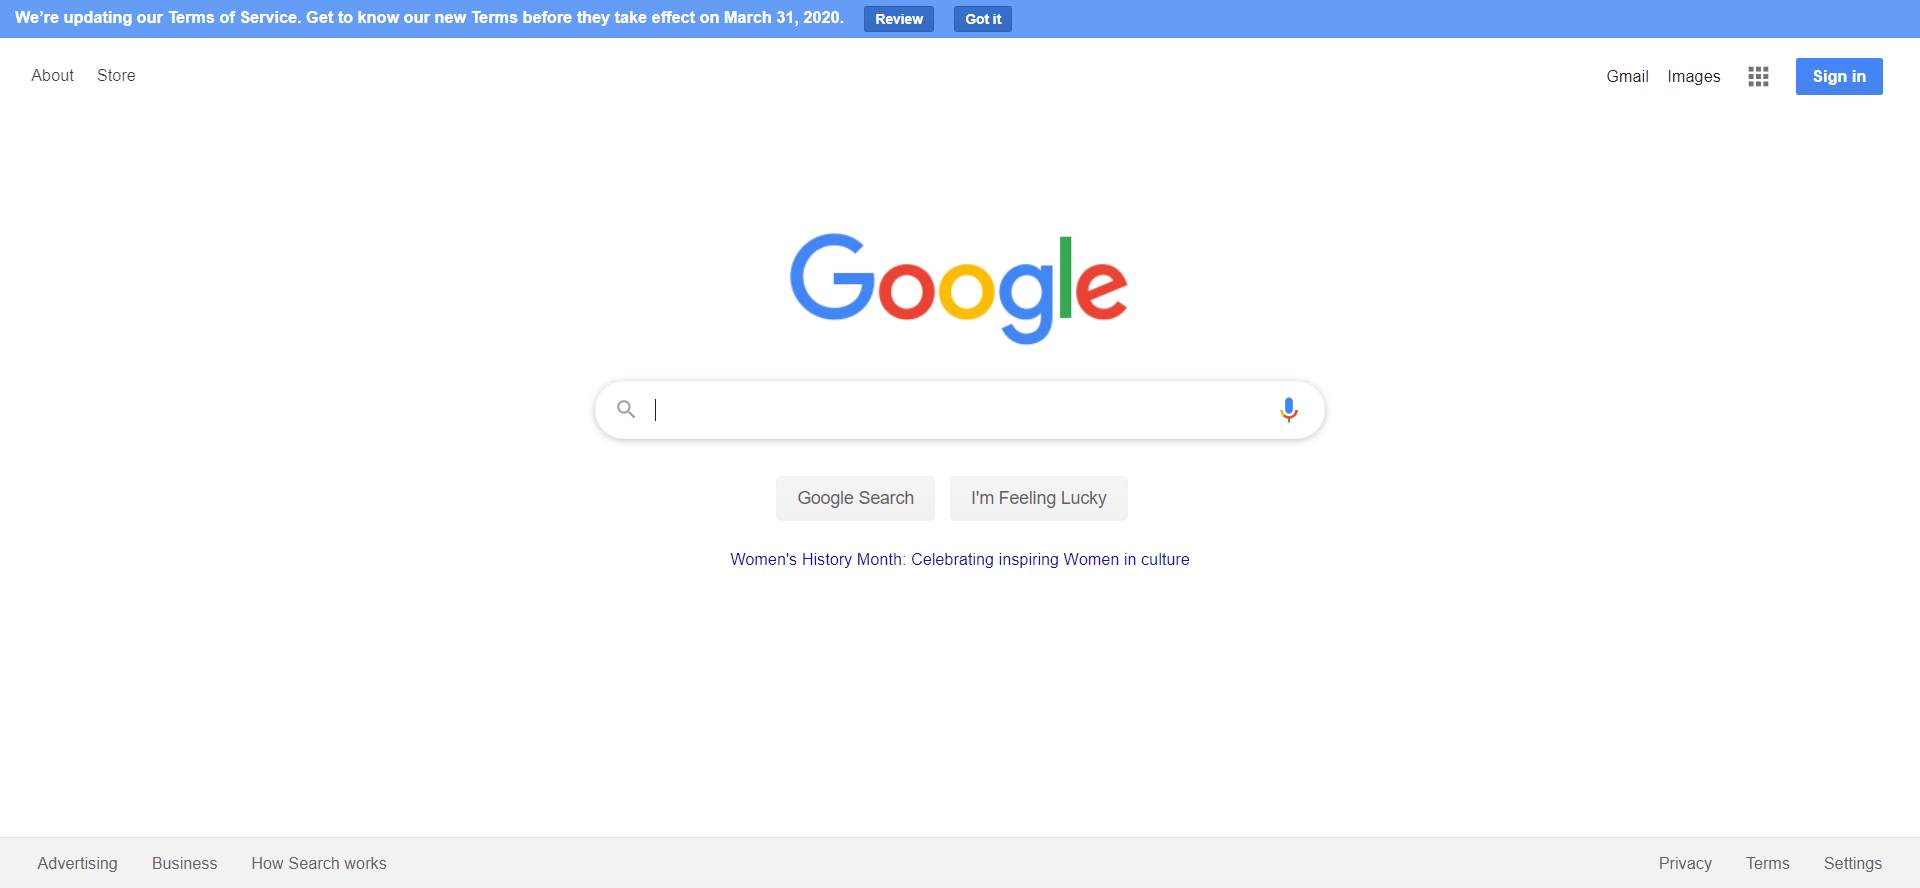 We're updating our Terms of Service. Get to know our new Terms before they take effect on March 31, 2020. Review Got it
About Store Gmail Images Sign in
Google
Google Search I'm Feeling Lucky
Women's History Month: Celebrating inspiring Women in culture
Advertising Business How Search works Privacy Terms Settings